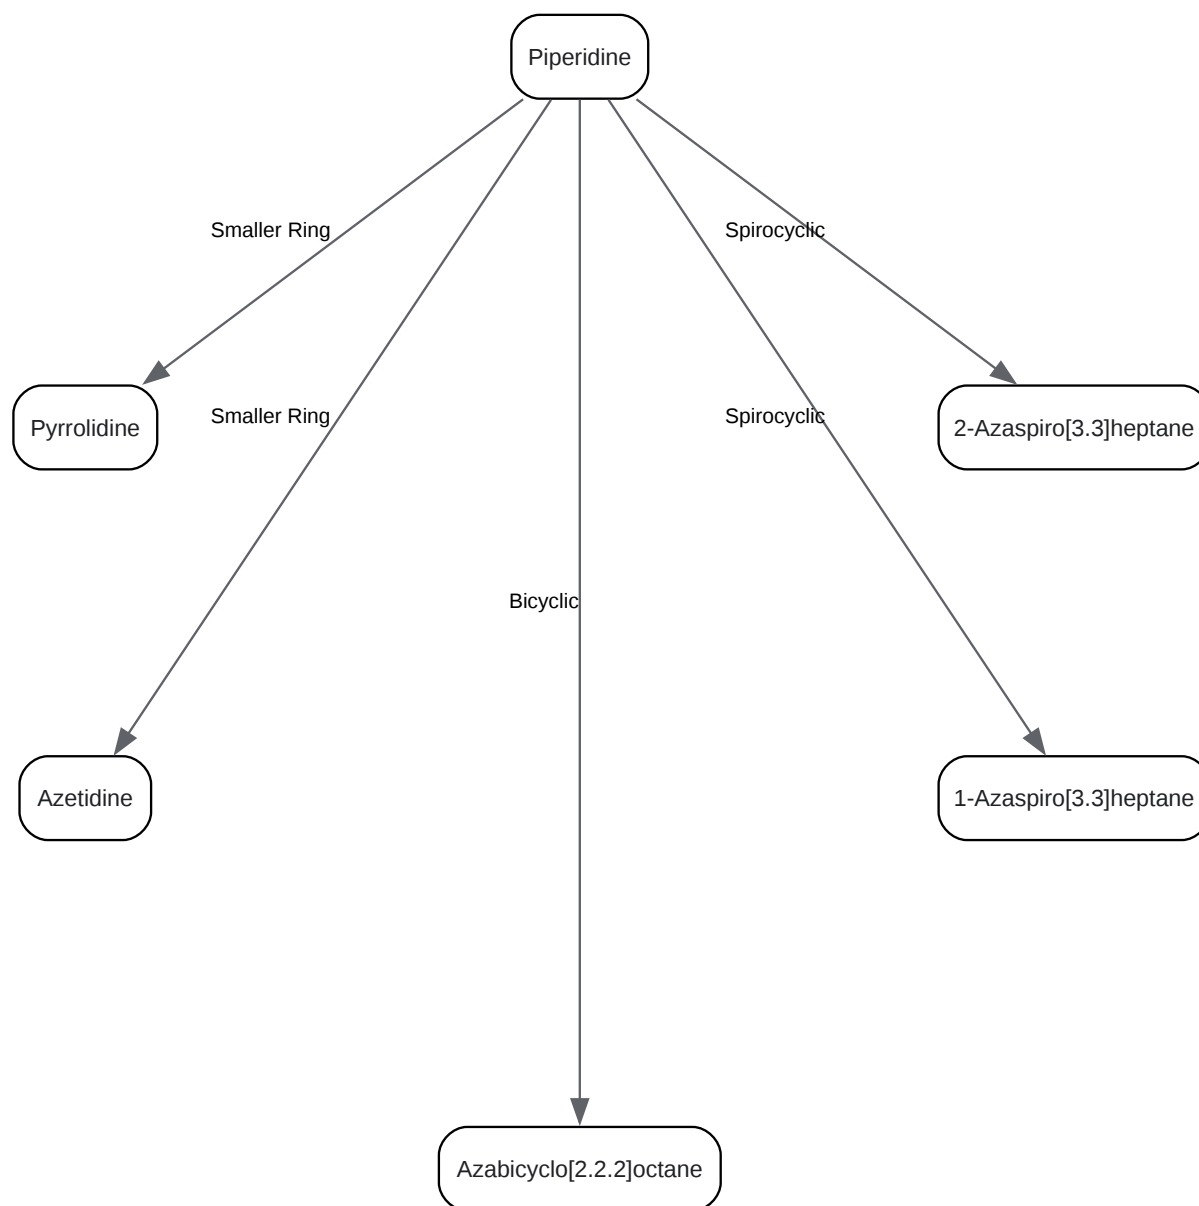 Piperidine
Smaller Ring
Spirocyclic
Smaller Ring
Spirocyclic
Pyrrolidine
2-Azaspiro[3.3]heptane
Bicyclic
Azetidine
1-Azaspiro[3.3]heptane
Azabicyclo[2.2.2]octane